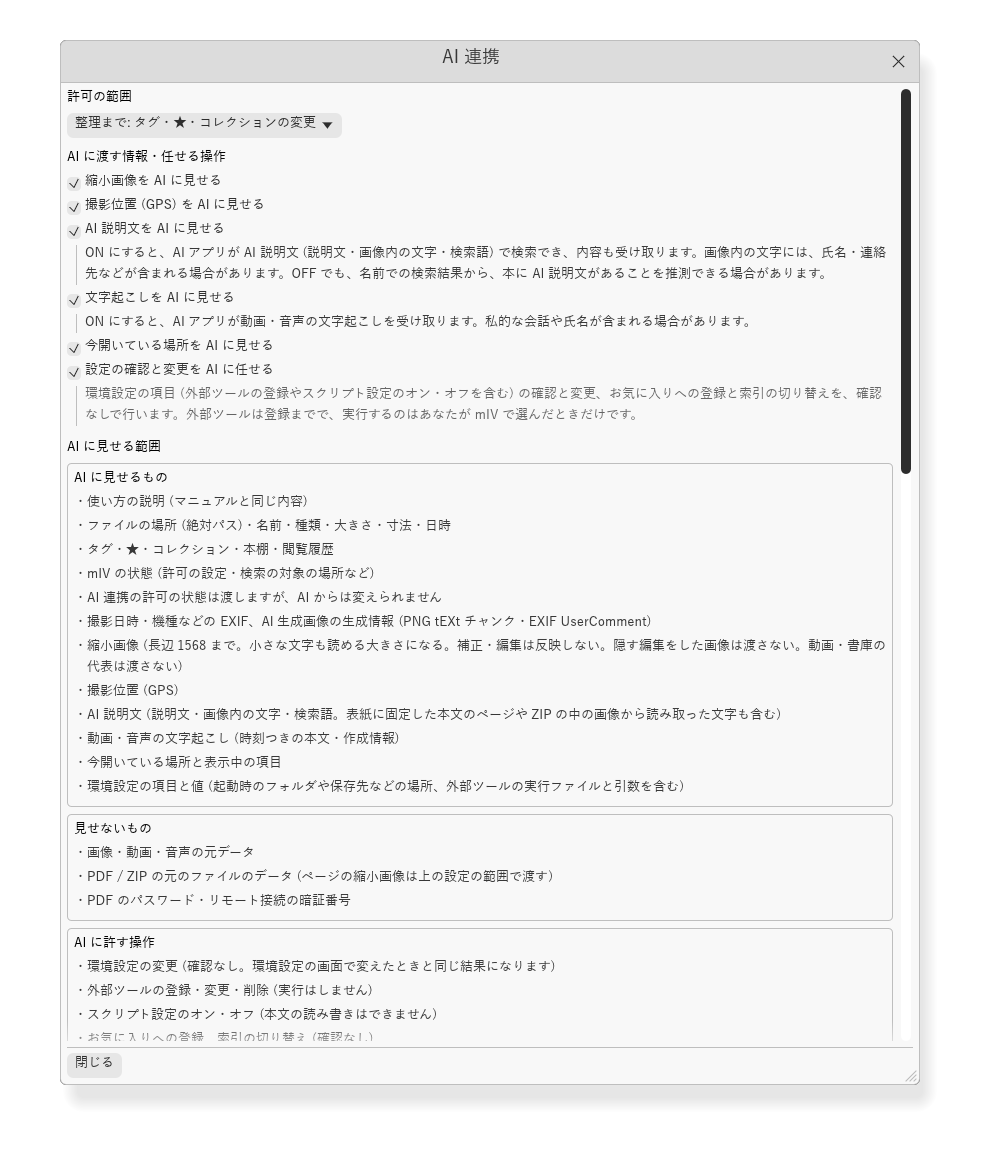 AI 連携
許可の範囲
整理まで: タグ・★・コレクションの変更
AI に渡す情報・任せる操作
縮小画像を AI に見せる
撮影位置 (GPS) を AI に見せる
AI 説明文を AI に見せる
ON にすると、AI アプリが AI 説明文 (説明文・画像内の文字・検索語) で検索でき、内容も受け取ります。画像内の文字には、氏名・連絡
先などが含まれる場合があります。OFF でも、名前での検索結果から、本に AI 説明文があることを推測できる場合があります。
文字起こしを AI に見せる
ON にすると、AI アプリが動画・音声の文字起こしを受け取ります。私的な会話や氏名が含まれる場合があります。
今開いている場所を AI に見せる
設定の確認と変更を AI に任せる
環境設定の項目 (外部ツールの登録やスクリプト設定のオン・オフを含む) の確認と変更、お気に入りへの登録と索引の切り替えを、確認
なしで行います。外部ツールは登録までで、実行するのはあなたが mIV で選んだときだけです。
AI に見せる範囲
AI に見せるもの
・使い方の説明 (マニュアルと同じ内容)
・ファイルの場所 (絶対パス)・名前・種類・大きさ・寸法・日時
・タグ・★・コレクション・本棚・閲覧履歴
・mIV の状態 (許可の設定・検索の対象の場所など)
・AI 連携の許可の状態は渡しますが、AI からは変えられません
・撮影日時・機種などの EXIF、AI 生成画像の生成情報 (PNG tEXt チャンク・EXIF UserComment)
・縮小画像 (長辺 1568 まで。小さな文字も読める大きさになる。補正・編集は反映しない。隠す編集をした画像は渡さない。動画・書庫の
代表は渡さない)
・撮影位置 (GPS)
・AI 説明文 (説明文・画像内の文字・検索語。表紙に固定した本文のページや ZIP の中の画像から読み取った文字も含む)
・動画・音声の文字起こし (時刻つきの本文・作成情報)
・今開いている場所と表示中の項目
・環境設定の項目と値 (起動時のフォルダや保存先などの場所、外部ツールの実行ファイルと引数を含む)
見せないもの
・画像・動画・音声の元データ
・PDF / ZIP の元のファイルのデータ (ページの縮小画像は上の設定の範囲で渡す)
・PDF のパスワード・リモート接続の暗証番号
AI に許す操作
・環境設定の変更 (確認なし。環境設定の画面で変えたときと同じ結果になります)
・外部ツールの登録・変更・削除 (実行はしません)
・スクリプト設定のオン・オフ (本文の読み書きはできません)
・お気に入りへの登録、索引の切り替え (確認なし)
閉じる